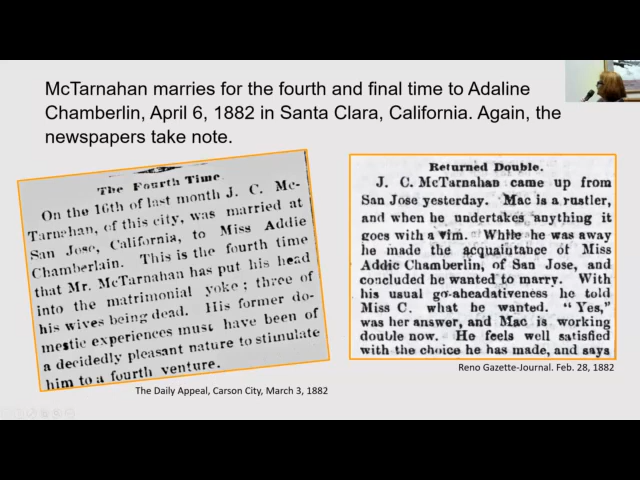 McTarnahan marries for the fourth and final time to Adaline
Chamberlin, April 6, 1882 in Santa Clara, California. Again, the
newspapers take note.
The Fourth Time
On the 16th of last month J. C. Mc-
Tarnahan, of this city, was married at
San Jose, California, to Miss Addie
Chamberlain. This is the fourth time
that Mr. McTarnahan has put his head
into the matrimonial yoke; three of
his wives being dead. His former do-
mestic experiences must have been of
a decidedly pleasant nature to stimulate
him to a fourth venture.
The Daily Appeal, Carson City, March 3, 1882
Returned Double.
J. C. McTarnahan came up from
San Jose yesterday. Mac is a rustler,
and when he undertakes anything it
goes with a vim. While he was away
he made the acquaintance of Miss
Addie Chamberlin, of San Jose, and
concluded he wanted to marry. With
his usual go-aheadativeness he told
Miss C. what he wanted. "Yes,"
was her answer, and Mac is working
double now. He feels well satisfied
with the choice he has made, and says
Reno Gazette-Journal. Feb. 28, 1882